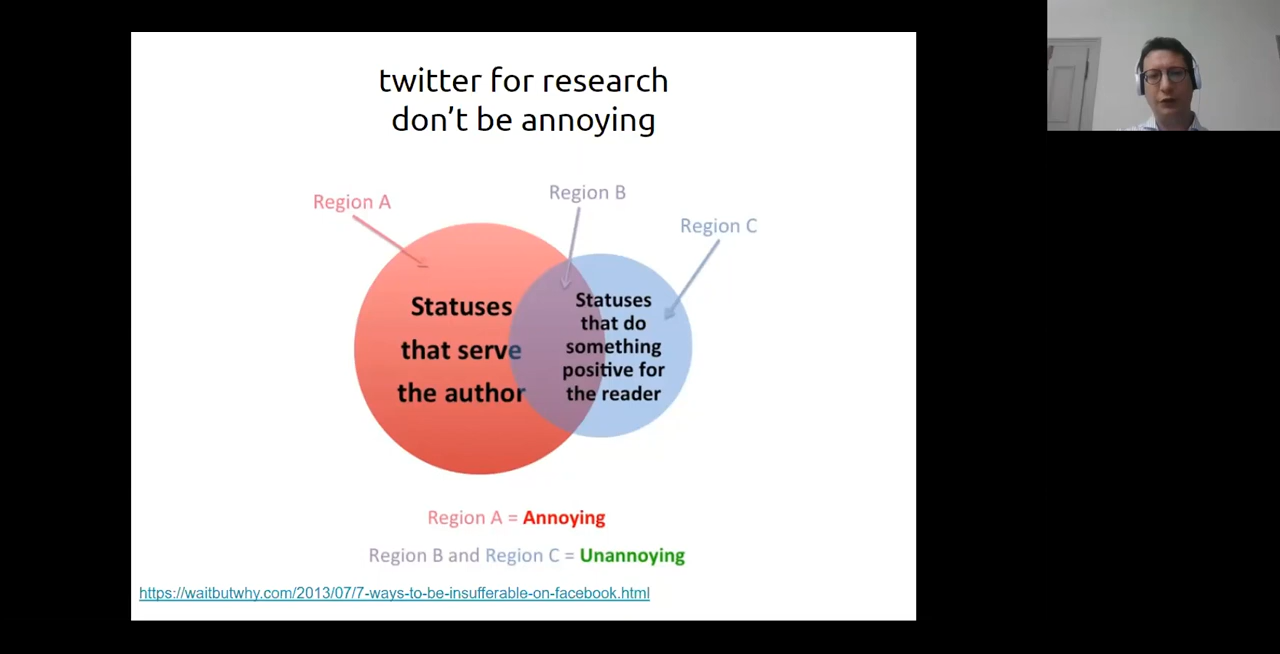 twitter for research
don't be annoying
Region A
Region B
Region C
Statuses
that serve
the author
Statuses
that do
something
positive for
the reader
Region A = Annoying
Region B and Region C = Unannoying
https://waitbutwhy.com/2013/07/7-ways-to-be-insufferable-on-facebook.html